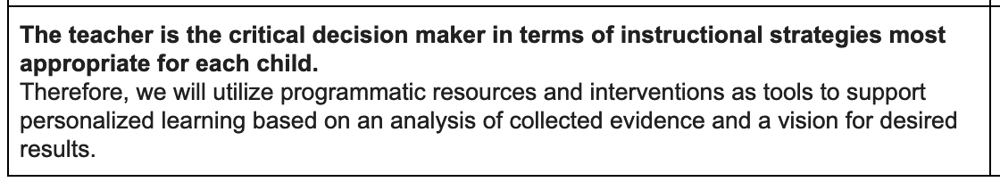 The teacher is the critical decision maker in terms of instructional strategies most
appropriate for each child.
Therefore, we will utilize programmatic resources and interventions as tools to support
personalized learning based on an analysis of collected evidence and a vision for desired
results.